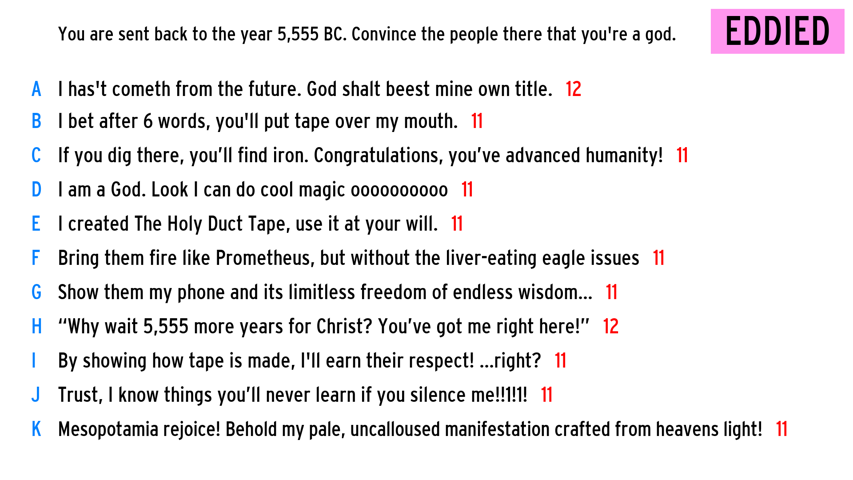 You are sent back to the year 5,555 BC. Convince the people there that you're a god.
EDDIED
A I has't cometh from the future. God shalt beest mine own title. 12
B I bet after 6 words, you'll put tape over my mouth. 11
C If you dig there, you’ll find iron. Congratulations, you’ve advanced humanity! 11
D I am a God. Look I can do cool magic oooooooooo 11
E I created The Holy Duct Tape, use it at your will. 11
F Bring them fire like Prometheus, but without the liver-eating eagle issues 11
G Show them my phone and its limitless freedom of endless wisdom... 11
H “Why wait 5,555 more years for Christ? You’ve got me right here!” 12
I By showing how tape is made, I'll earn their respect! ...right? 11
J Trust, I know things you’ll never learn if you silence me!!1!1! 11
K Mesopotamia rejoice! Behold my pale, uncalloused manifestation crafted from heavens light! 11